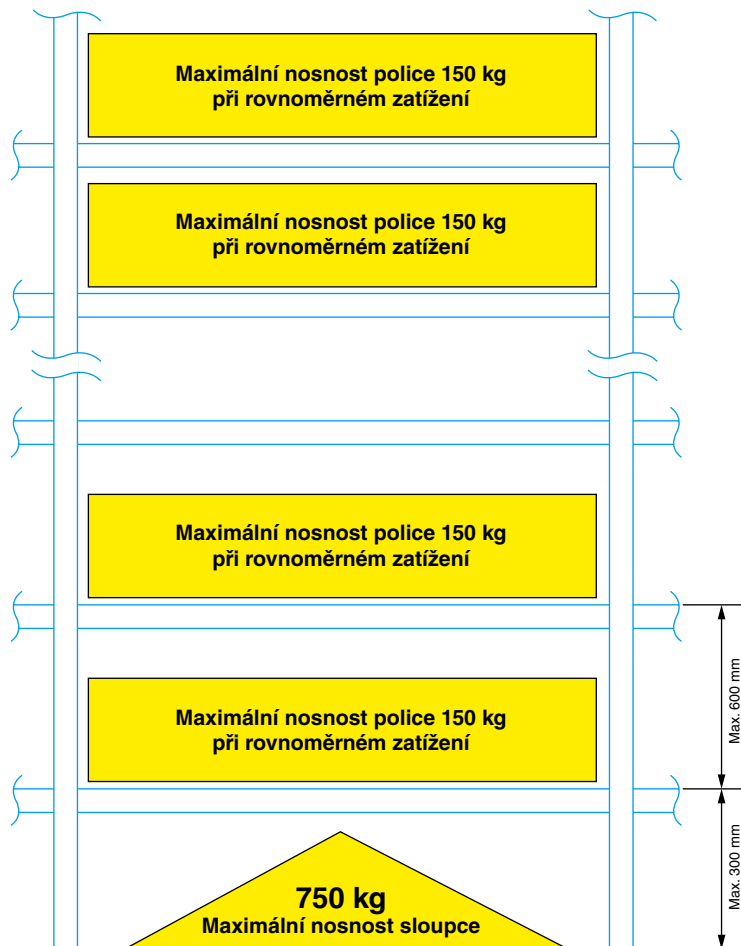 Maximální nosnost police 150 kg
při rovnoměrném zatížení
Maximální nosnost police 150 kg
při rovnoměrném zatížení
Maximální nosnost police 150 kg
při rovnoměrném zatížení
Maximální nosnost police 150 kg
při rovnoměrném zatížení
Max. 600 mm
Max. 300 mm
750 kg
Maximální nosnost sloupce